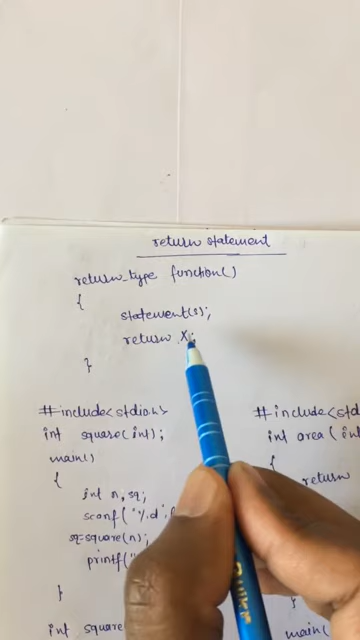 return statement
return_type function()
{
statement(s);
return X;
}
#include<stdio.h>
int square(int);
main()
{
int n, sq;
scanf("%d",
sq=square(n);
printf("
}
int square
#include<std
int area(int
{
return
}
main(